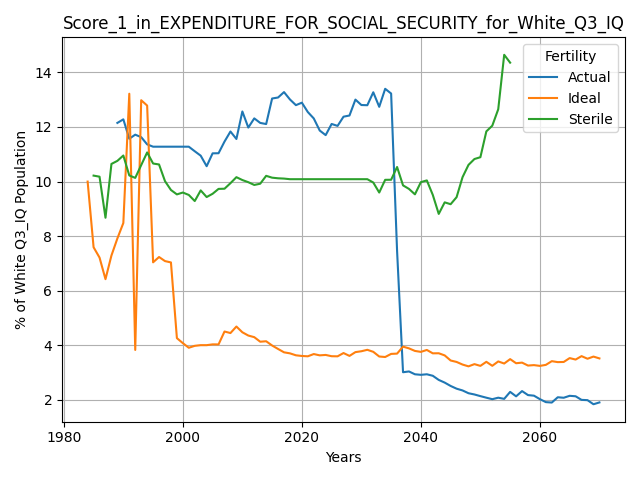 Score_1_in_EXPENDITURE_FOR_SOCIAL_SECURITY_for_White_Q3_IQ
Fertility
Actual
Ideal
Sterile
% of White Q3_IQ Population
14
12
10
8
6
4
2
1980 2000 2020 2040 2060
Years